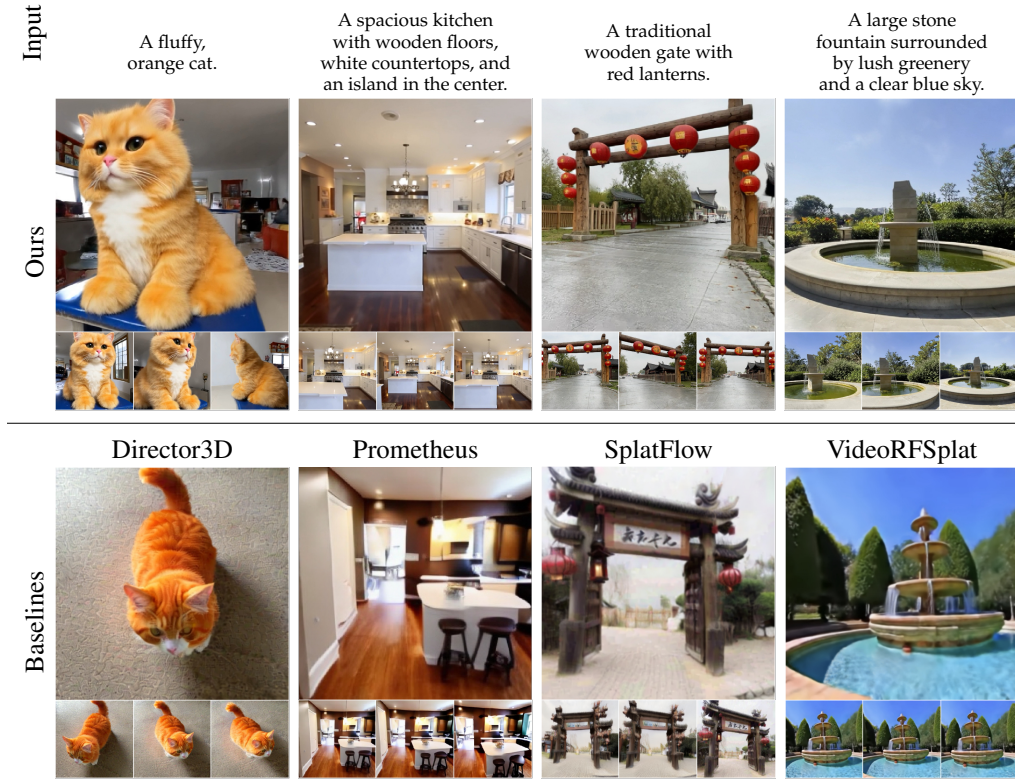 Input
A fluffy,
orange cat.
A spacious kitchen
with wooden floors,
white countertops, and
an island in the center.
A traditional
wooden gate with
red lanterns.
A large stone
fountain surrounded
by lush greenery
and a clear blue sky.
Ours
Director3D
Prometheus
SplatFlow
VideoRFSplat
Baselines